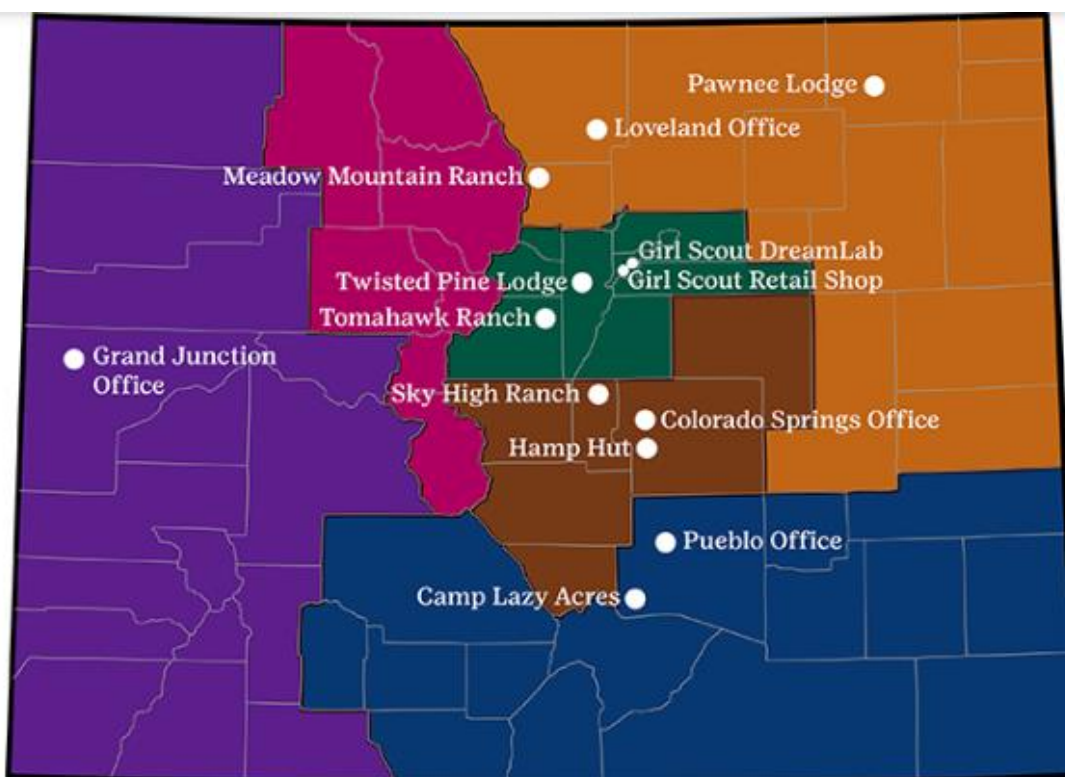 Pawnee Lodge
Loveland Office
Meadow Mountain Ranch
Girl Scout DreamLab
Twisted Pine Lodge
Girl Scout Retail Shop
Tomahawk Ranch
Grand Junction
Office
Sky High Ranch
Colorado Springs Office
Hamp Hut
Pueblo Office
Camp Lazy Acres